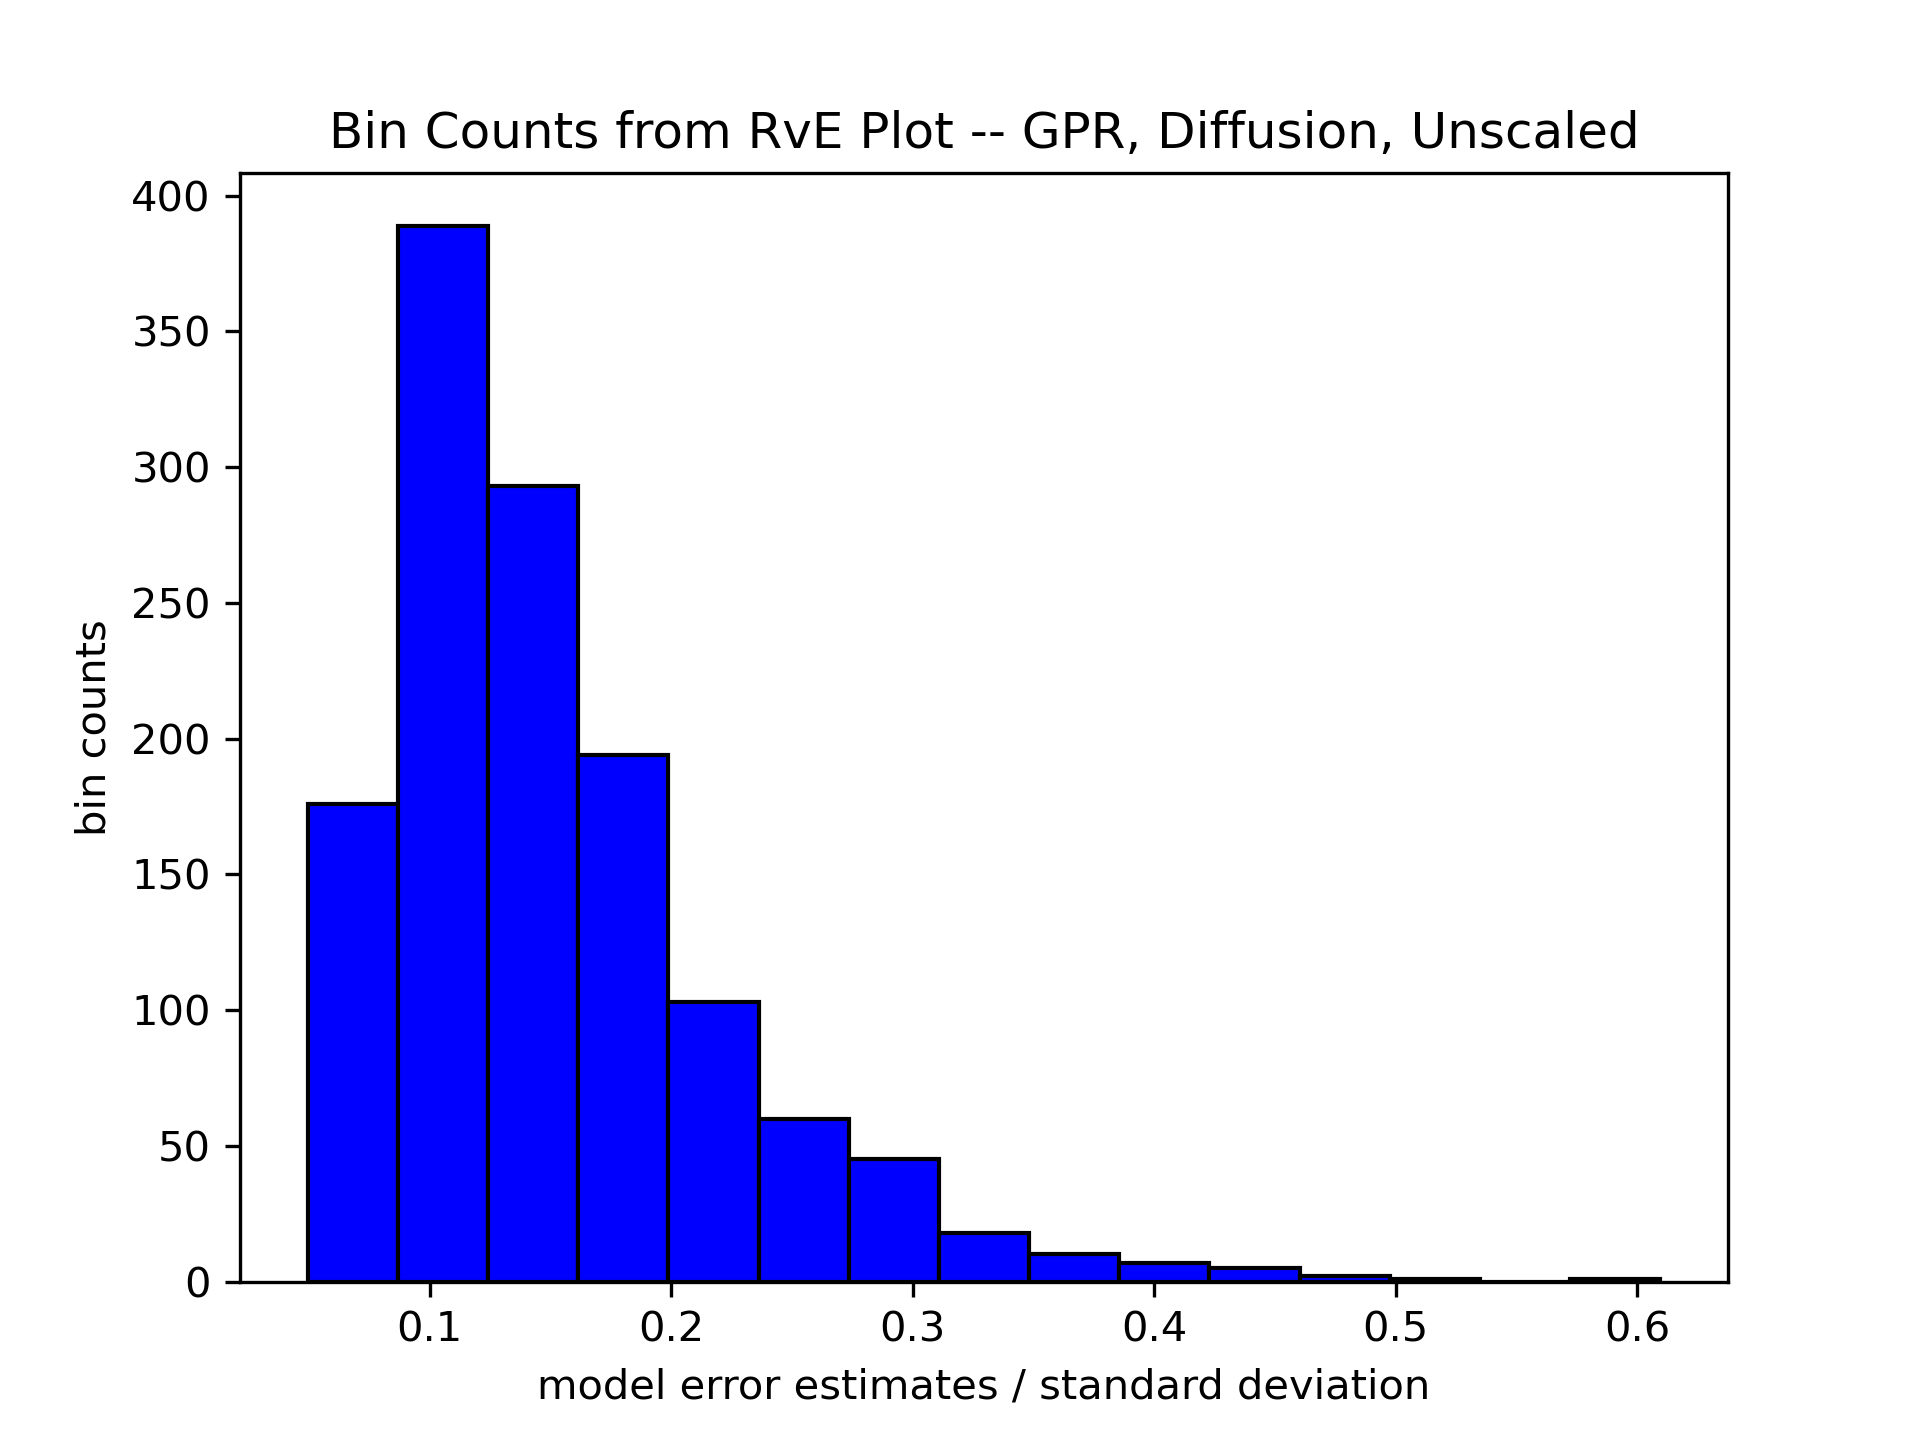 Bin Counts from RvE Plot -- GPR, Diffusion, Unscaled
400
350
300
250
200
150
100
50
0
bin counts
0.1 0.2 0.3 0.4 0.5 0.6
model error estimates / standard deviation